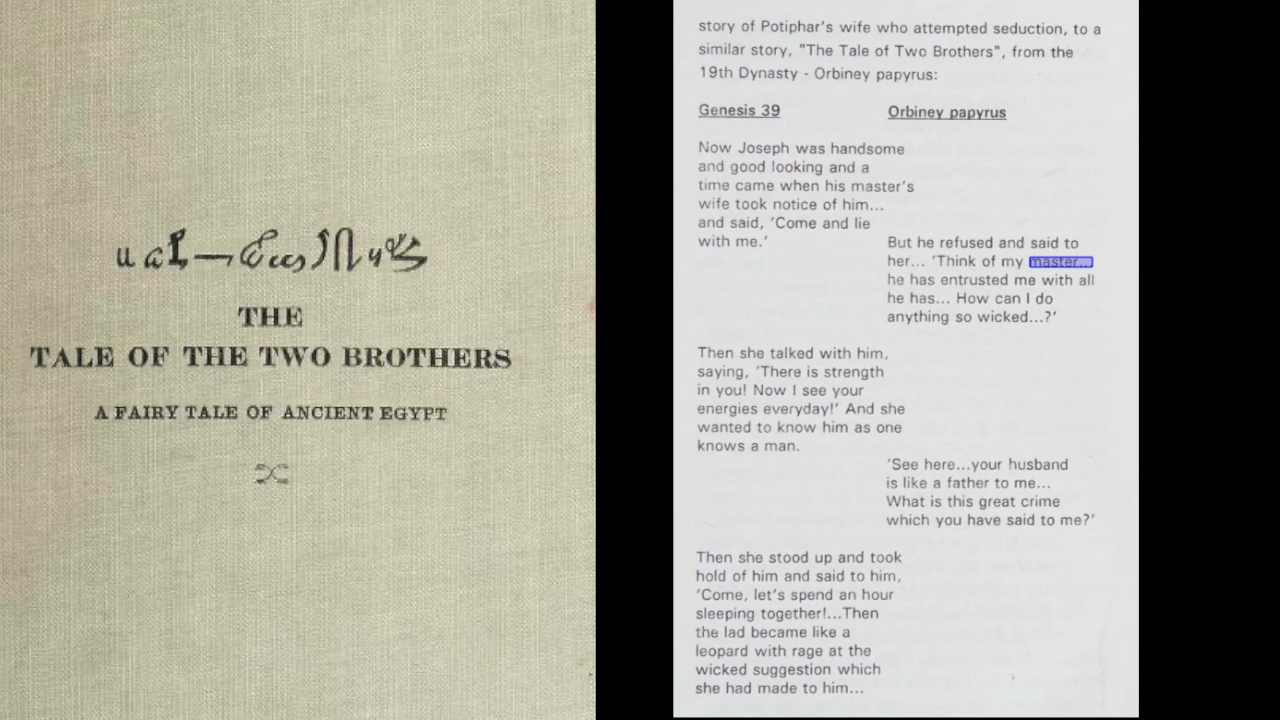 THE
TALE OF THE TWO BROTHERS
A FAIRY TALE OF ANCIENT EGYPT
story of Potiphar's wife who attempted seduction, to a
similar story, "The Tale of Two Brothers", from the
19th Dynasty - Orbiney papyrus:
Genesis 39
Orbiney papyrus
Now Joseph was handsome
and good looking and a
time came when his master's
wife took notice of him...
and said, 'Come and lie
with me.'
But he refused and said to
her... 'Think of my master...
he has entrusted me with all
he has... How can I do
anything so wicked...?'
Then she talked with him,
saying, 'There is strength
in you! Now I see your
energies everyday!' And she
wanted to know him as one
knows a man.
'See here...your husband
is like a father to me...
What is this great crime
which you have said to me?'
Then she stood up and took
hold of him and said to him,
'Come, let's spend an hour
sleeping together!...Then
the lad became like a
leopard with rage at the
wicked suggestion which
she had made to him...